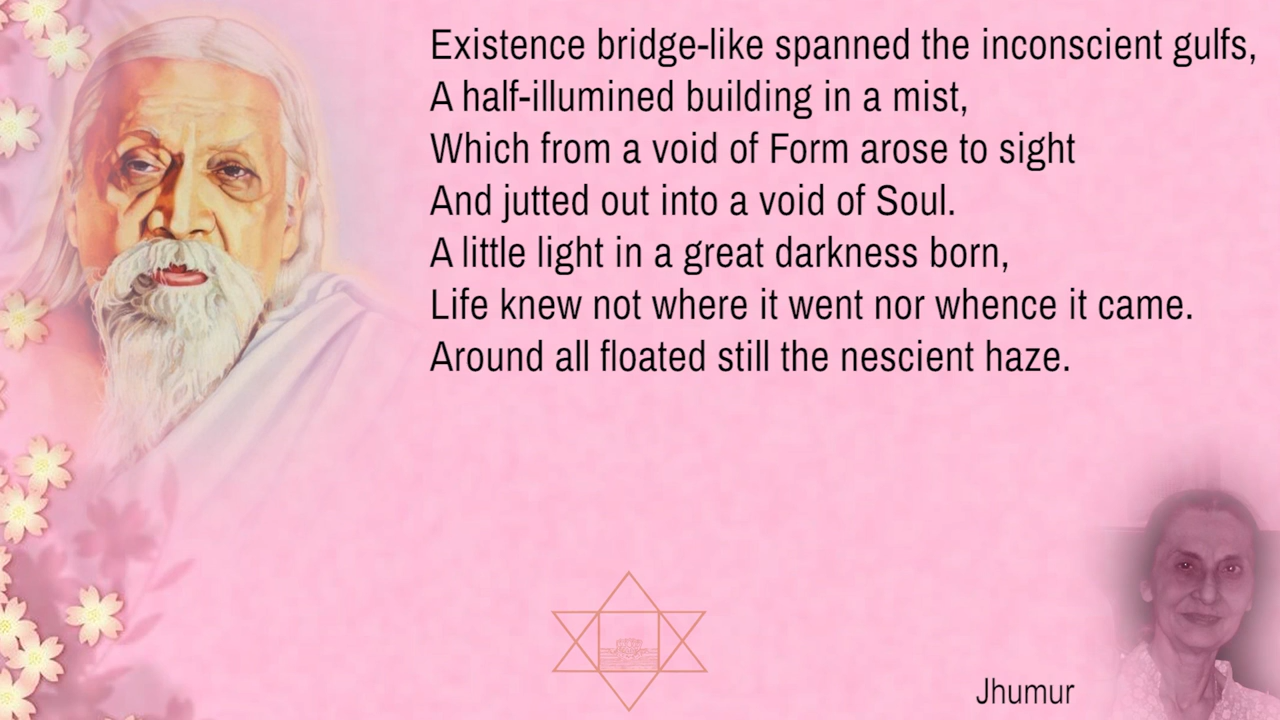 Existence bridge-like spanned the inconscient gulfs,
A half-illumined building in a mist,
Which from a void of Form arose to sight
And jutted out into a void of Soul.
A little light in a great darkness born,
Life knew not where it went nor whence it came.
Around all floated still the nescient haze.
Jhumur